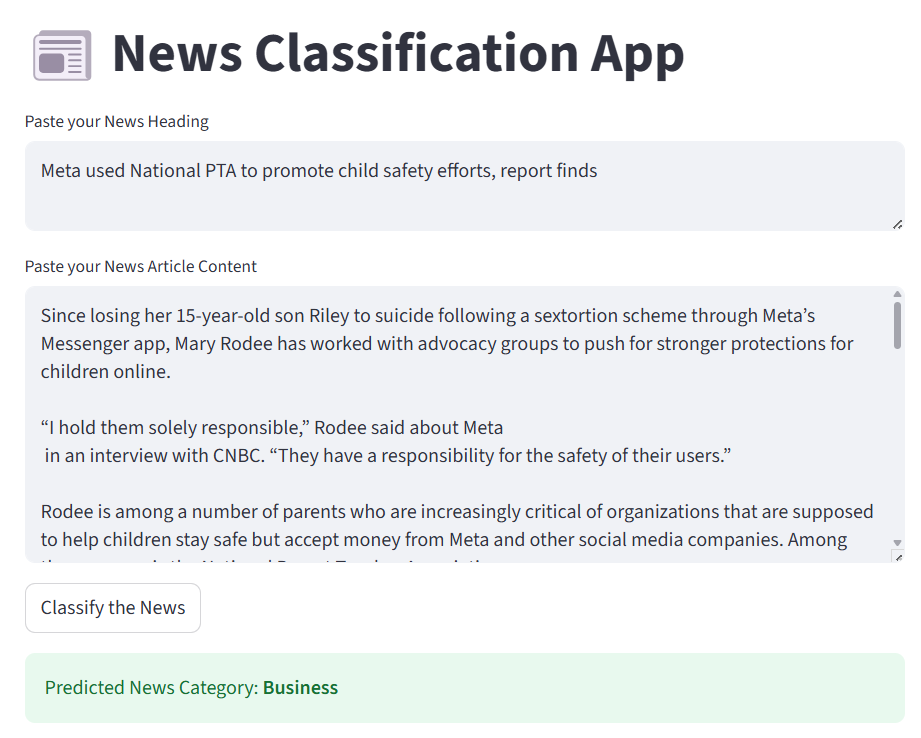 News Classification App
Paste your News Heading
Meta used National PTA to promote child safety efforts, report finds
Paste your News Article Content
Since losing her 15-year-old son Riley to suicide following a sextortion scheme through Meta’s
Messenger app, Mary Rodee has worked with advocacy groups to push for stronger protections for
children online.
“I hold them solely responsible,” Rodee said about Meta
in an interview with CNBC. “They have a responsibility for the safety of their users.”
Rodee is among a number of parents who are increasingly critical of organizations that are supposed
to help children stay safe but accept money from Meta and other social media companies. Among
Classify the News
Predicted News Category: Business